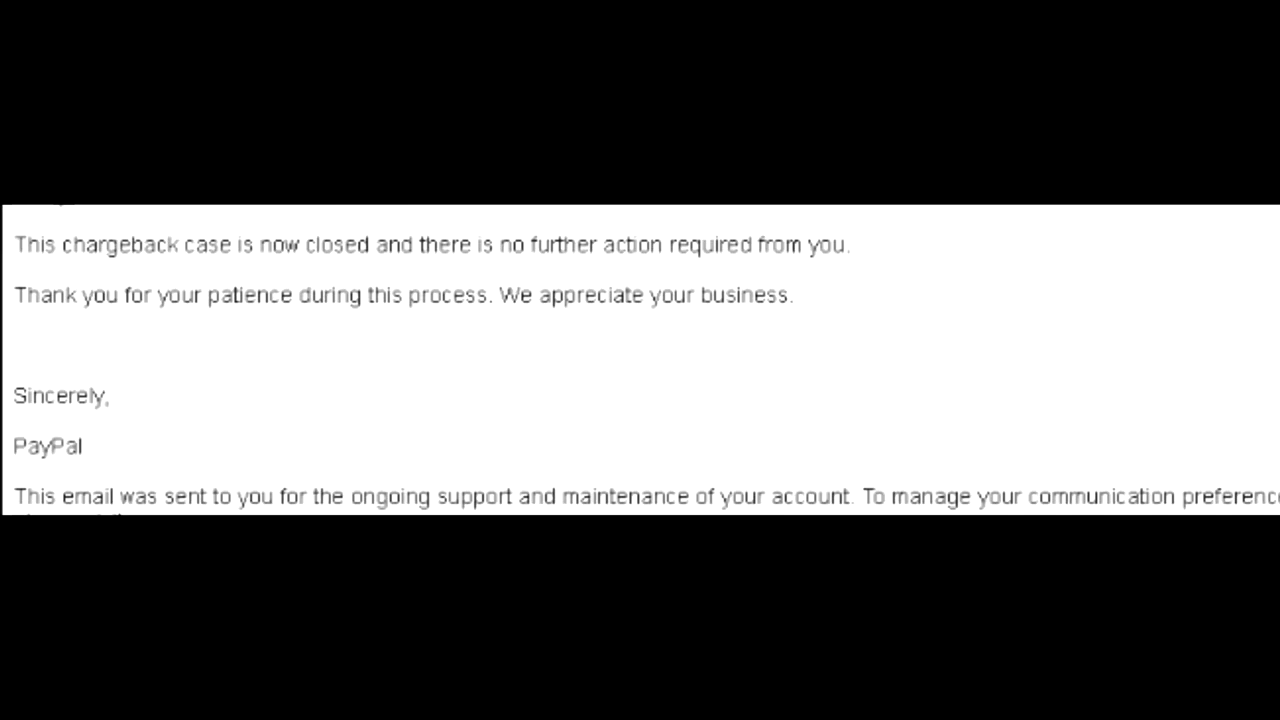 This chargeback case is now closed and there is no further action required from you.
Thank you for your patience during this process. We appreciate your business.
Sincerely,
PayPal
This email was sent to you for the ongoing support and maintenance of your account. To manage your communication